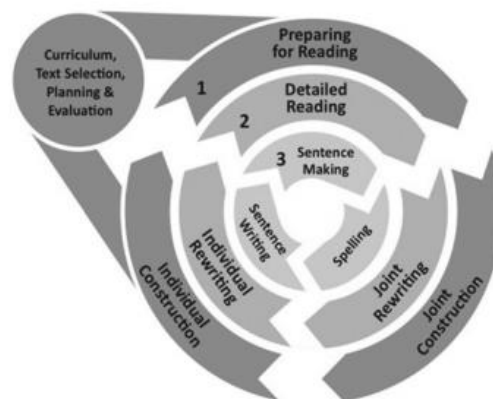 Curriculum,
Text Selection,
Planning &
Evaluation
Preparing
for Reading
1
Detailed
Reading
2
Sentence
Making
3
Spelling
Sentence
Writing
Joint
Rewriting
Individual
Rewriting
Joint
Construction
Individual
Construction